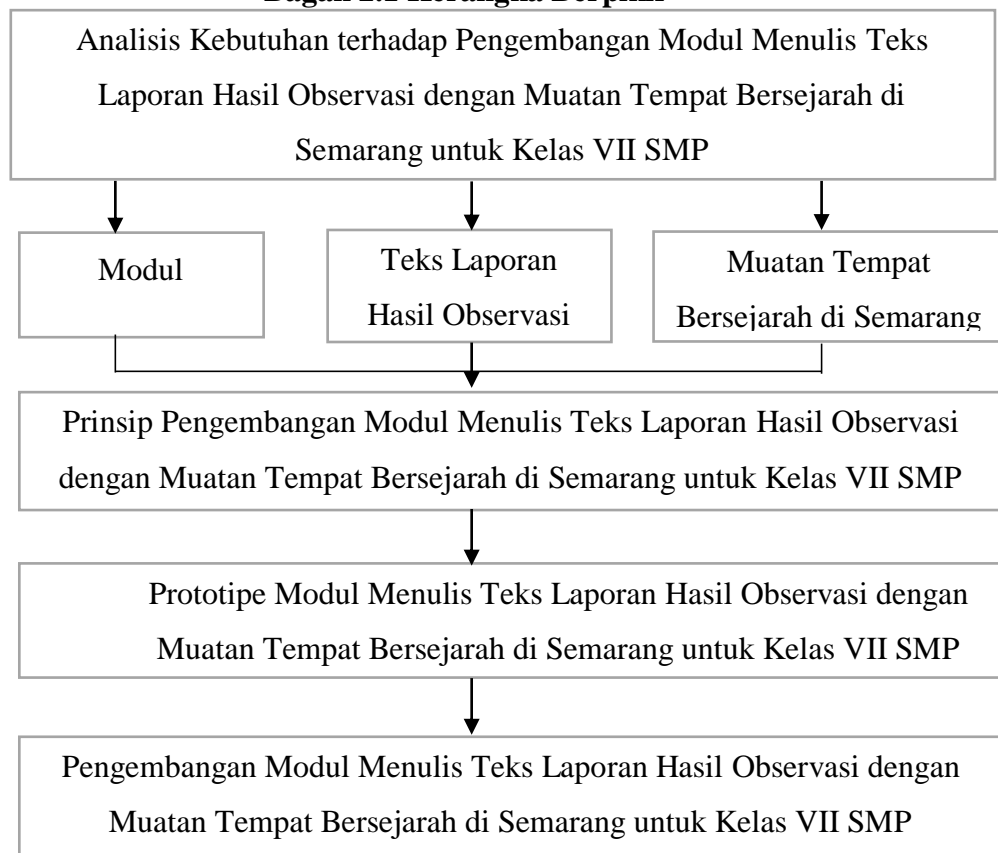 Analisis Kebutuhan terhadap Pengembangan Modul Menulis Teks
Laporan Hasil Observasi dengan Muatan Tempat Bersejarah di
Semarang untuk Kelas VII SMP
Modul
Teks Laporan
Hasil Observasi
Muatan Tempat
Bersejarah di Semarang
Prinsip Pengembangan Modul Menulis Teks Laporan Hasil Observasi
dengan Muatan Tempat Bersejarah di Semarang untuk Kelas VII SMP
Prototipe Modul Menulis Teks Laporan Hasil Observasi dengan
Muatan Tempat Bersejarah di Semarang untuk Kelas VII SMP
Pengembangan Modul Menulis Teks Laporan Hasil Observasi dengan
Muatan Tempat Bersejarah di Semarang untuk Kelas VII SMP